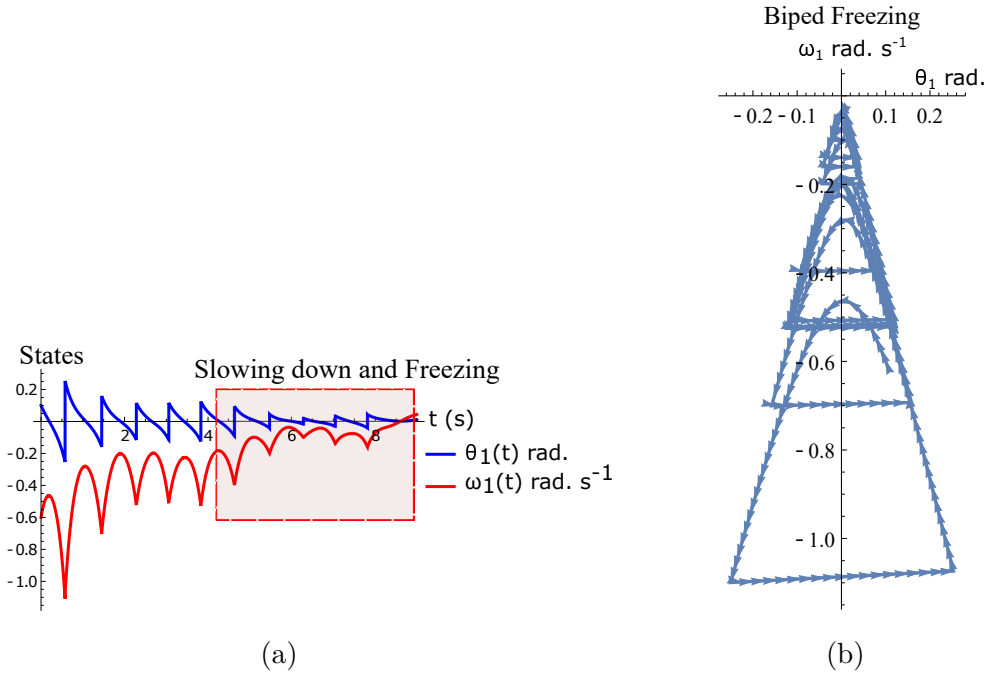 States
Slowing down and Freezing
0.2
t (s)
2
4
6
8
-0.2
-0.4
-0.6
-0.8
-1.0
θ1(t) rad.
ω1(t) rad. s-1
(a)
Biped Freezing
ω1 rad. s-1
θ1 rad.
-0.2 -0.1 0.1 0.2
-0.2
-0.4
-0.6
-0.8
-1.0
(b)